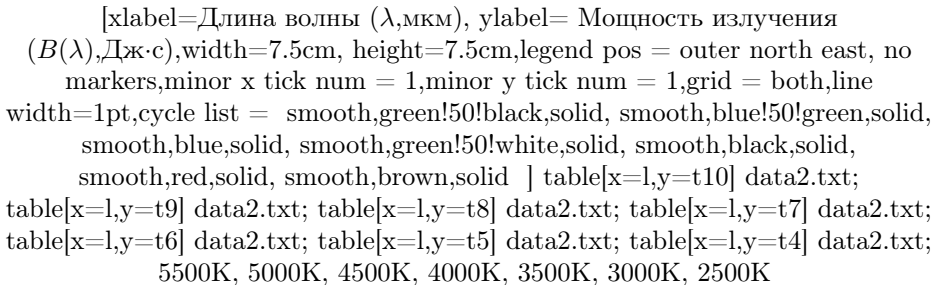 [xlabel=Длина волны (λ,мкм), ylabel= Мощность излучения
(B(λ),Дж·с),width=7.5cm, height=7.5cm,legend pos = outer north east, no
markers,minor x tick num = 1,minor y tick num = 1,grid = both,line
width=1pt,cycle list = smooth,green!50!black,solid, smooth,blue!50!green,solid,
smooth,blue,solid, smooth,green!50!white,solid, smooth,black,solid,
smooth,red,solid, smooth,brown,solid ] table[x=l,y=t10] data2.txt;
table[x=l,y=t9] data2.txt; table[x=l,y=t8] data2.txt; table[x=l,y=t7] data2.txt;
table[x=l,y=t6] data2.txt; table[x=l,y=t5] data2.txt; table[x=l,y=t4] data2.txt;
5500K, 5000K, 4500K, 4000K, 3500K, 3000K, 2500K